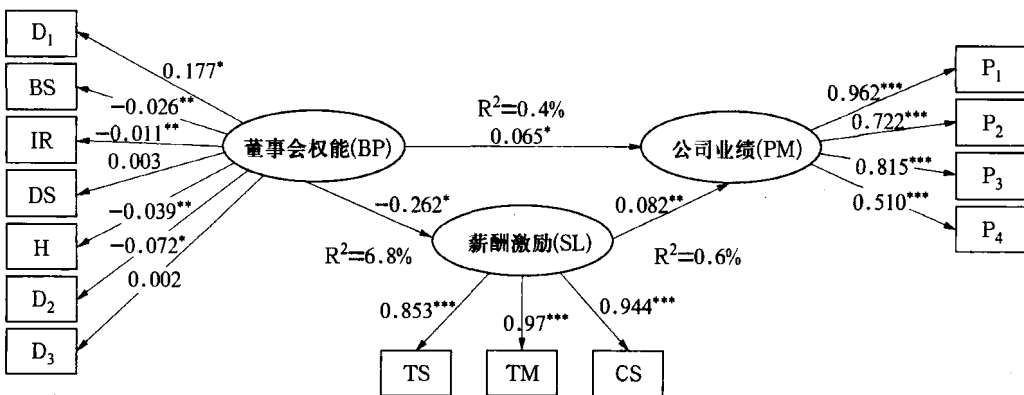 D₁
BS
IR
DS
H
D₂
D₃
0.177*
-0.026**
-0.011**
0.003
-0.039**
-0.072*
0.002
董事会权能(BP)
R²=0.4%
0.065*
公司业绩(PM)
0.962***
0.722***
0.815***
0.510***
P₁
P₂
P₃
P₄
-0.262*
R²=6.8%
薪酬激励(SL)
0.082**
R²=0.6%
0.853***
0.97***
0.944***
TS
TM
CS